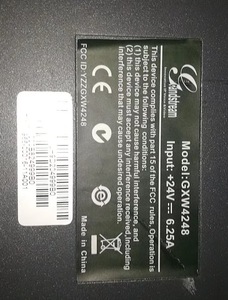 Grandstream
Model:GXW4248
Input: +24V⎓ 6.25A
This device complies with part 15 of the FCC rules. Operation is
subject to the following conditions:
(1) this device may not cause harmful interference, and
(2) this device must accept any interference received,including
interference that may cause undesired operation.
FCC ID:YZZGXW4248
Made in China